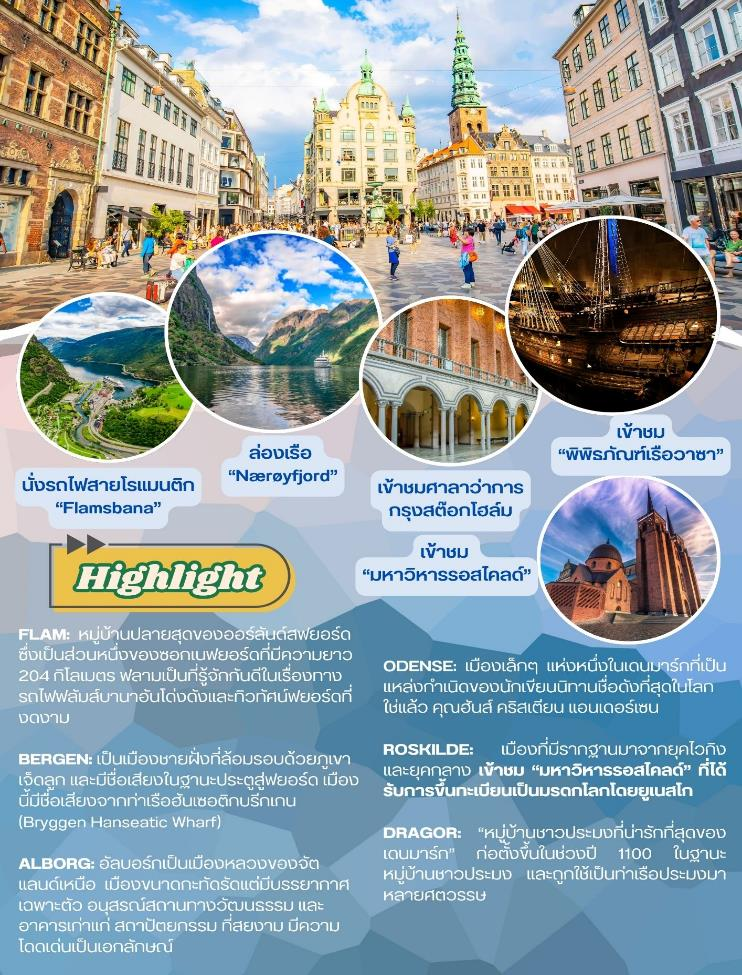 นั่งรถไฟสายโรแมนติก
“Flamsbana”
ล่องเรือ
“Nærøyfjord”
เข้าชมศาลาว่าการ
กรุงสต๊อกโฮล์ม
เข้าชม
“พิพิธภัณฑ์เรือวาซา”
เข้าชม
“มหาวิหารรอสไคลด์”
Highlight
FLAM: หมู่บ้านปลายสุดของออร์ลันด์สฟยอร์ด
ซึ่งเป็นส่วนหนึ่งของซอกเนฟยอร์ดที่มีความยาว
204 กิโลเมตร ฟลามเป็นที่รู้จักกันดีในเรื่องทาง
รถไฟฟลัมส์บานาอันโด่งดังและทิวทัศน์ฟยอร์ดที่
งดงาม
BERGEN: เป็นเมืองชายฝั่งที่ล้อมรอบด้วยภูเขา
เจ็ดลูก และมีชื่อเสียงในฐานะประตูสู่ฟยอร์ด เมือง
นี้มีชื่อเสียงจากท่าเรือฮันเซอติกบรีกเกน
(Bryggen Hanseatic Wharf)
ALBORG: อัลบอร์กเป็นเมืองหลวงของจัต
แลนด์เหนือ เมืองขนาดกะทัดรัดแต่มีบรรยากาศ
เฉพาะตัว อนุสรณ์สถานทางวัฒนธรรม และ
อาคารเก่าแก่ สถาปัตยกรรม ที่สยงาม มีความ
โดดเด่นเป็นเอกลักษณ์
ODENSE: เมืองเล็กๆ แห่งหนึ่งในเดนมาร์กที่เป็น
แหล่งกำเนิดของนักเขียนนิทานชื่อดังที่สุดในโลก
ใช่แล้ว คุณฮันส์ คริสเตียน แอนเดอร์เซน
ROSKILDE: เมืองที่มีรากฐานมาจากยุคไวกิง
และยุคกลาง เข้าชม “มหาวิหารรอสไคลด์” ที่ได้
รับการขึ้นทะเบียนเป็นมรดกโลกโดยยูเนสโก
DRAGOR: “หมู่บ้านชาวประมงที่น่ารักที่สุดของ
เดนมาร์ก” ก่อตั้งขึ้นในช่วงปี 1100 ในฐานะ
หมู่บ้านชาวประมง และถูกใช้เป็นท่าเรือประมงมา
หลายศตวรรษ